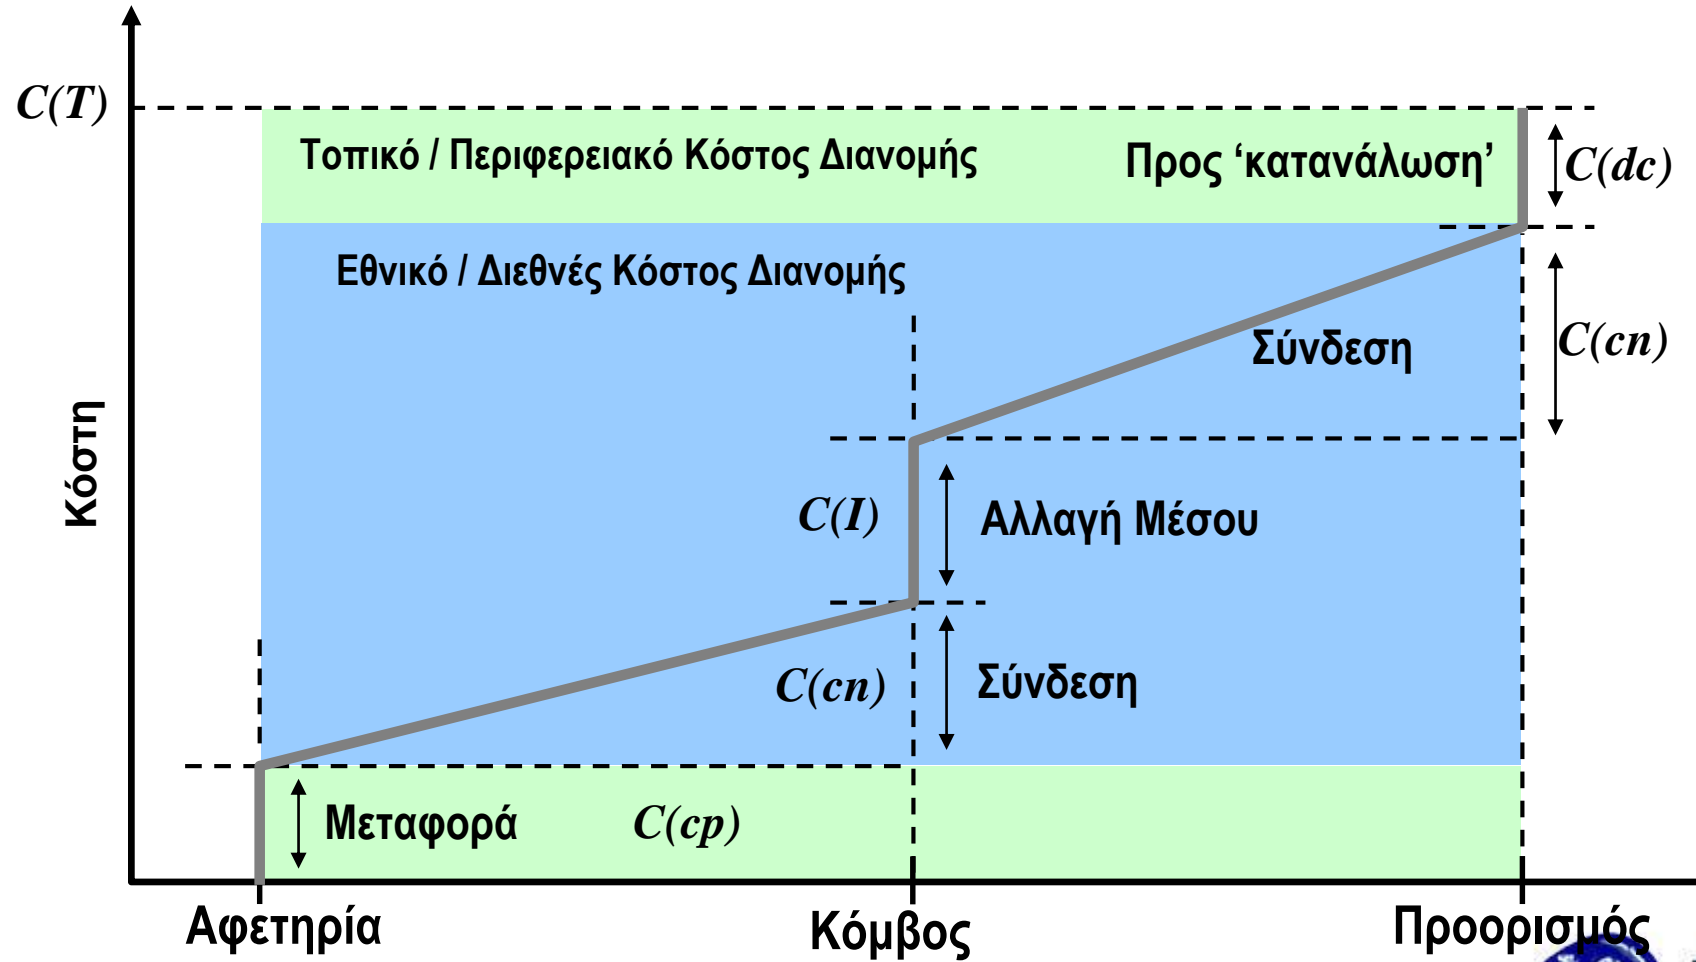 C(T)
Τοπικό / Περιφερειακό Κόστος Διανομής
Προς ‘κατανάλωση’
C(dc)
Εθνικό / Διεθνές Κόστος Διανομής
Σύνδεση
C(cn)
Κόστη
C(I)
Αλλαγή Μέσου
C(cn)
Σύνδεση
Μεταφορά
C(cp)
Αφετηρία
Κόμβος
Προορισμός